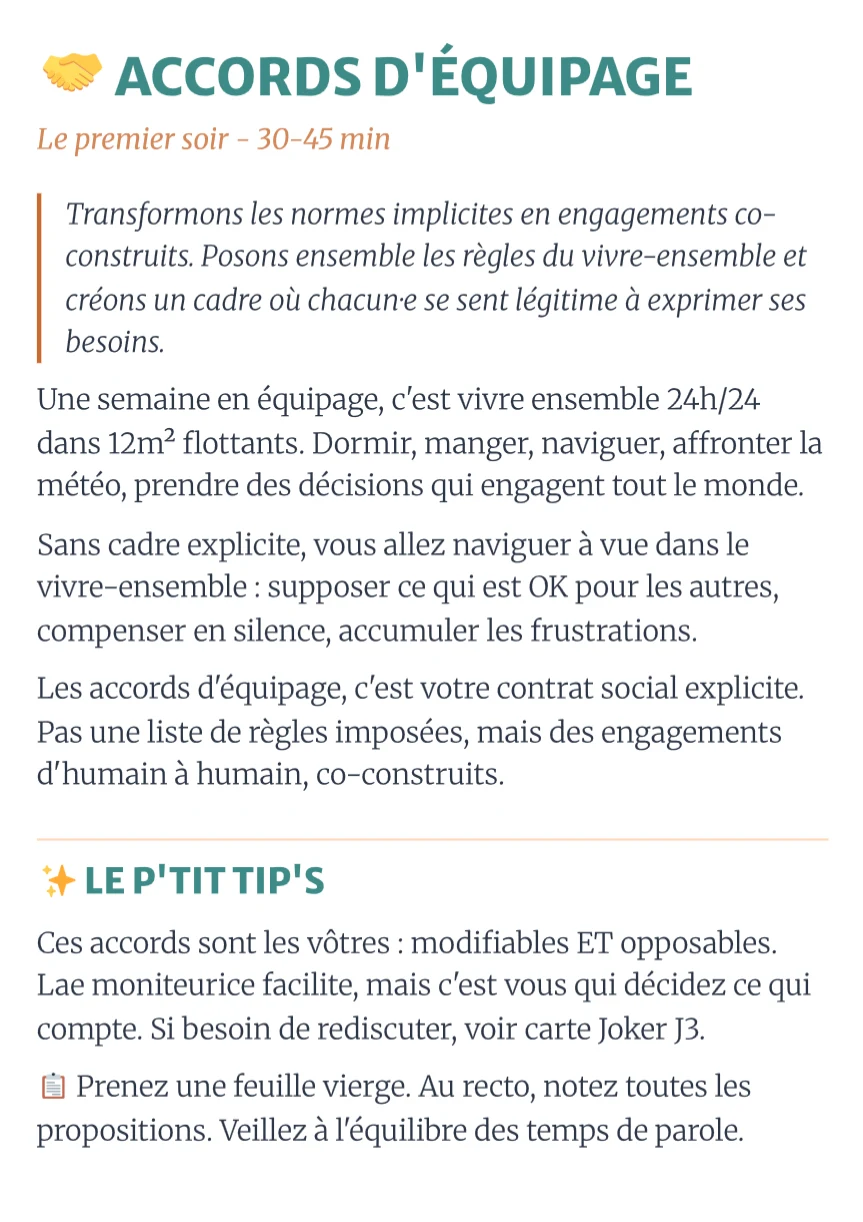 🤝 ACCORDS D'ÉQUIPAGE
Le premier soir - 30-45 min
Transformons les normes implicites en engagements co-
construits. Posons ensemble les règles du vivre-ensemble et
créons un cadre où chacun·e se sent légitime à exprimer ses
besoins.
Une semaine en équipage, c'est vivre ensemble 24h/24
dans 12m² flottants. Dormir, manger, naviguer, affronter la
météo, prendre des décisions qui engagent tout le monde.
Sans cadre explicite, vous allez naviguer à vue dans le
vivre-ensemble : supposer ce qui est OK pour les autres,
compenser en silence, accumuler les frustrations.
Les accords d'équipage, c'est votre contrat social explicite.
Pas une liste de règles imposées, mais des engagements
d'humain à humain, co-construits.
✨ LE P'TIT TIP'S
Ces accords sont les vôtres : modifiables ET opposables.
Lae moniteurice facilite, mais c'est vous qui décidez ce qui
compte. Si besoin de rediscuter, voir carte Joker J3.
📋 Prenez une feuille vierge. Au recto, notez toutes les
propositions. Veillez à l'équilibre des temps de parole.